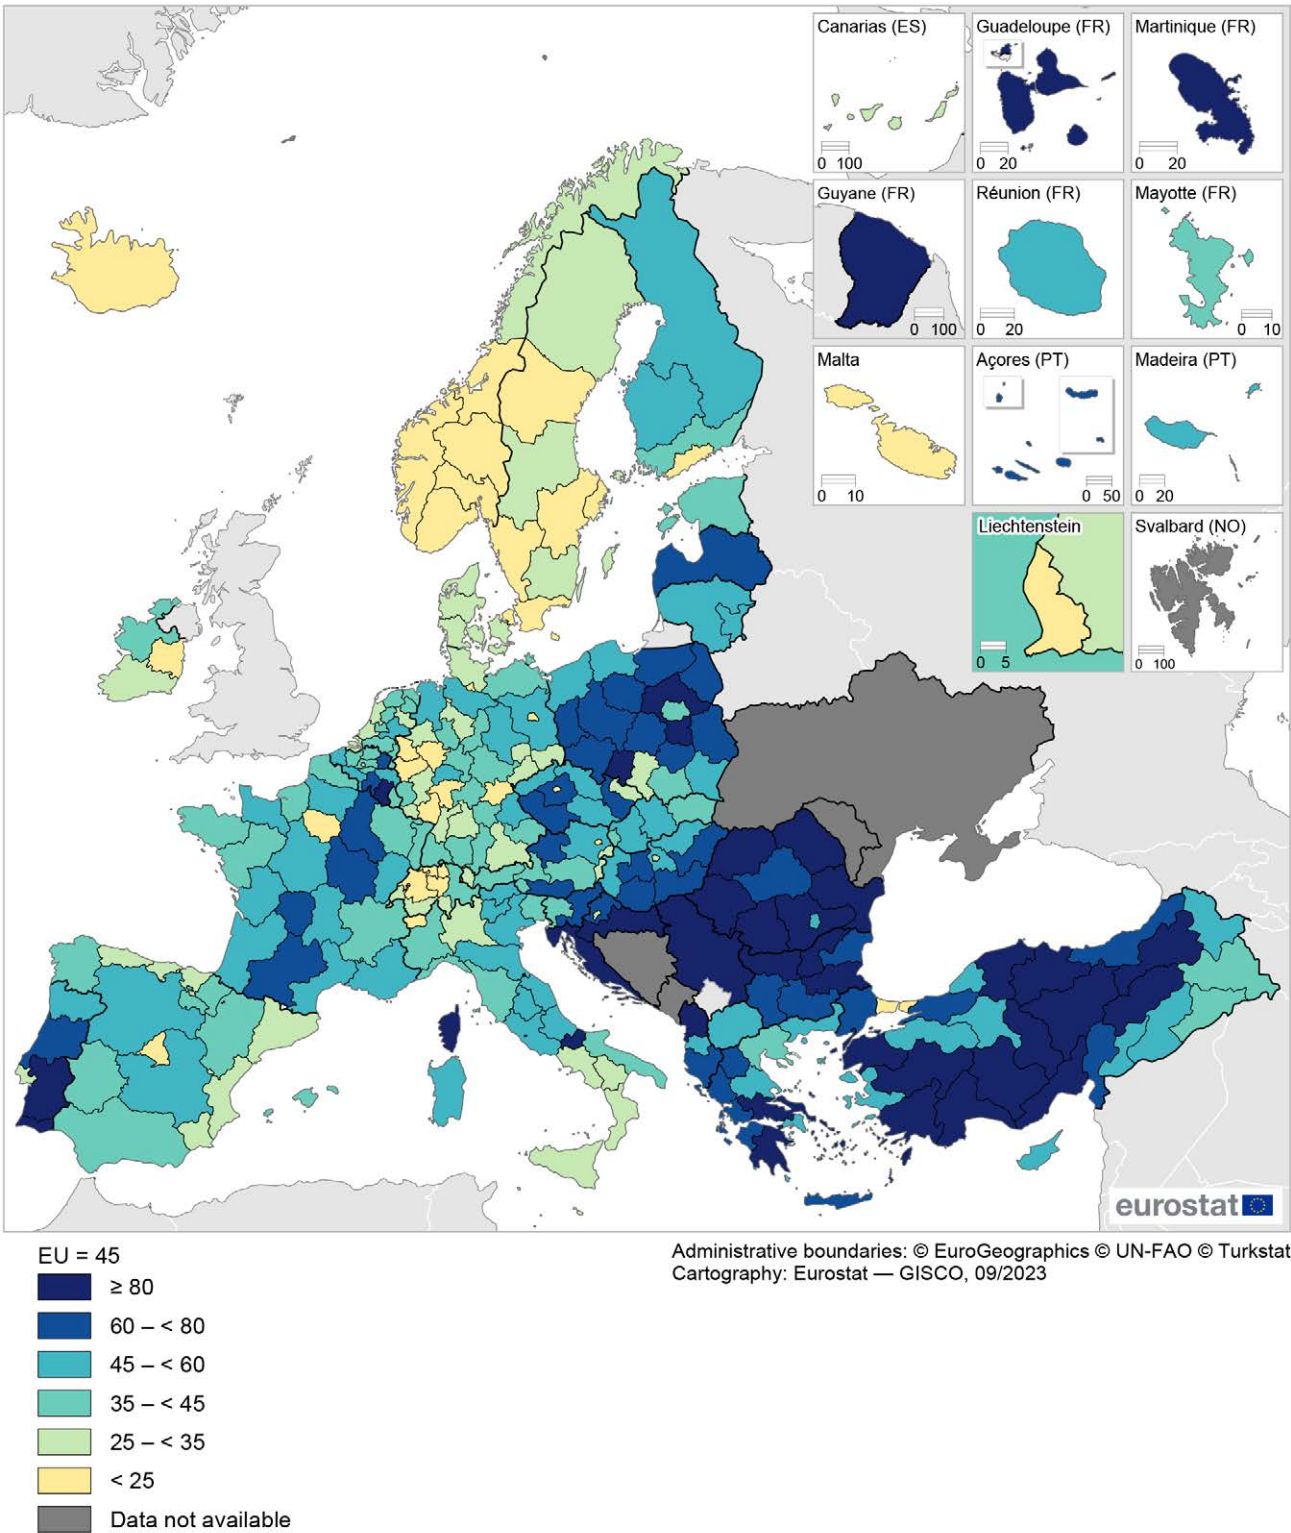 Canarias (ES)
0 100
Guadeloupe (FR)
0 20
Martinique (FR)
0 20
Guyane (FR)
0 100
Réunion (FR)
0 20
Mayotte (FR)
0 10
Malta
0 10
Açores (PT)
0 50
Madeira (PT)
0 20
Liechtenstein
0 5
Svalbard (NO)
0 100
eurostat
Administrative boundaries: © EuroGeographics © UN-FAO © Turkstat
Cartography: Eurostat — GISCO, 09/2023
EU = 45
≥ 80
60 – < 80
45 – < 60
35 – < 45
25 – < 35
< 25
Data not available